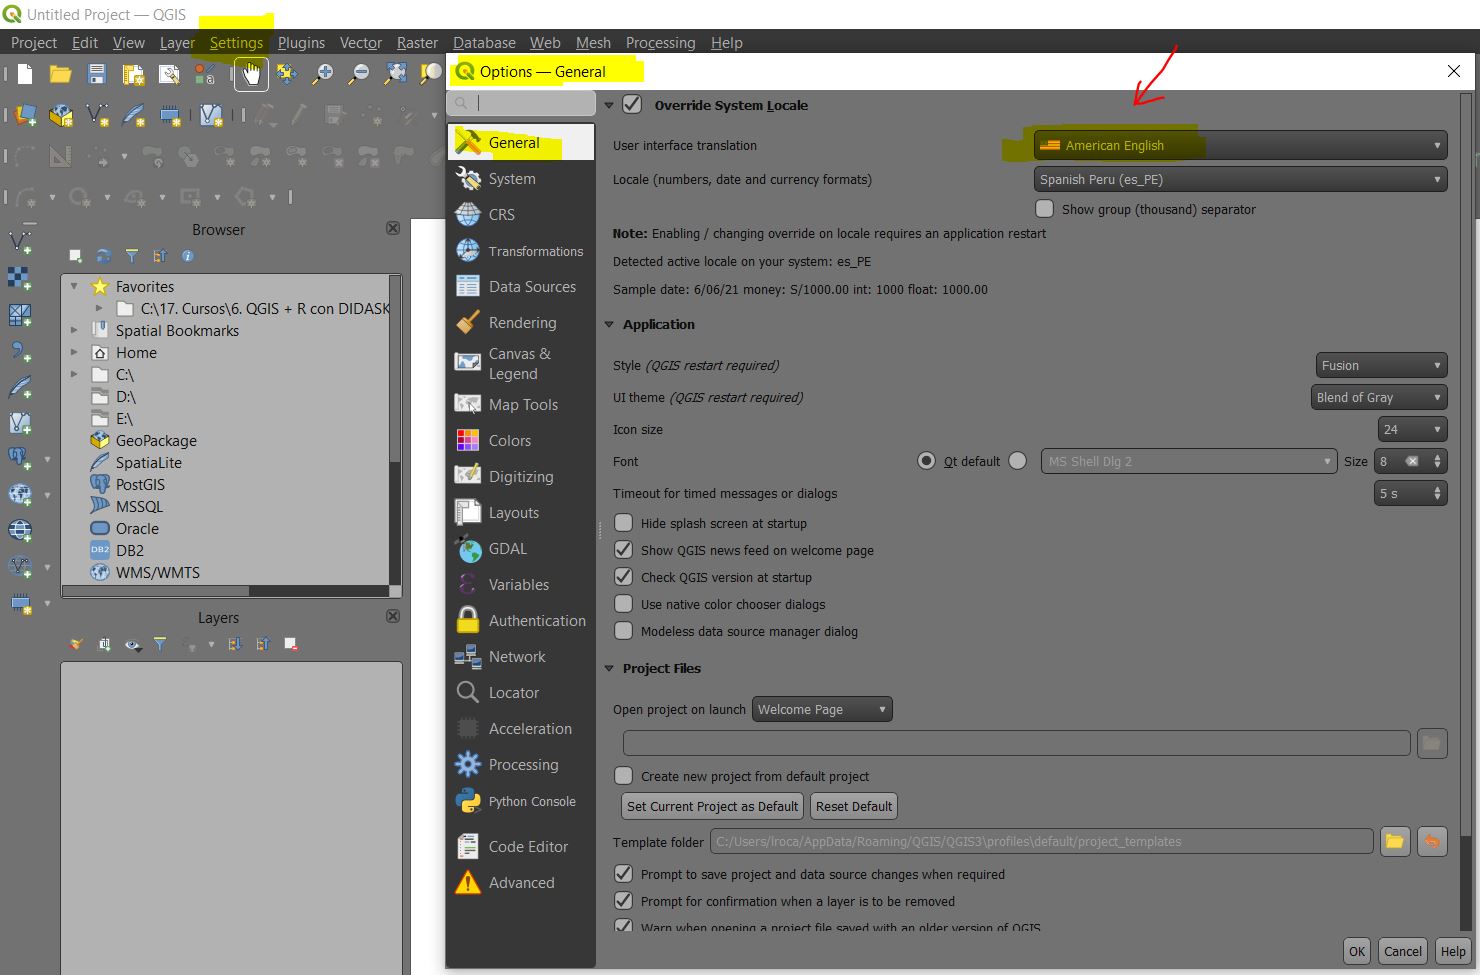 Untitled Project — QGIS
Project Edit View Layer Settings Plugins Vector Raster Database Web Mesh Processing Help
Options — General
Browser
Favorites
C:\17. Cursos\6. QGIS + R con DIDASK
Spatial Bookmarks
Home
C:\
D:\
E:\
GeoPackage
SpatiaLite
PostGIS
MSSQL
Oracle
DB2 DB2
WMS/WMTS
Layers
General
System
CRS
Transformations
Data Sources
Rendering
Canvas &
Legend
Map Tools
Colors
Digitizing
Layouts
GDAL
Variables
Authentication
Network
Locator
Acceleration
Processing
Python Console
Code Editor
Advanced
Override System Locale
User interface translation American English
Locale (numbers, date and currency formats) Spanish Peru (es_PE)
Show group (thousand) separator
Note: Enabling / changing override on locale requires an application restart
Detected active locale on your system: es_PE
Sample date: 6/06/21 money: S/1000.00 int: 1000 float: 1000.00
Application
Style (QGIS restart required) Fusion
UI theme (QGIS restart required) Blend of Gray
Icon size 24
Font Qt default MS Shell Dlg 2 Size 8
Timeout for timed messages or dialogs 5 s
Hide splash screen at startup
Show QGIS news feed on welcome page
Check QGIS version at startup
Use native color chooser dialogs
Modeless data source manager dialog
Project Files
Open project on launch Welcome Page
Create new project from default project
Set Current Project as Default Reset Default
Template folder C:/Users/lroca/AppData/Roaming/QGIS/QGIS3\profiles\default/project_templates
Prompt to save project and data source changes when required
Prompt for confirmation when a layer is to be removed
Warn when opening a project file saved with an older version of QGIS
OK Cancel Help